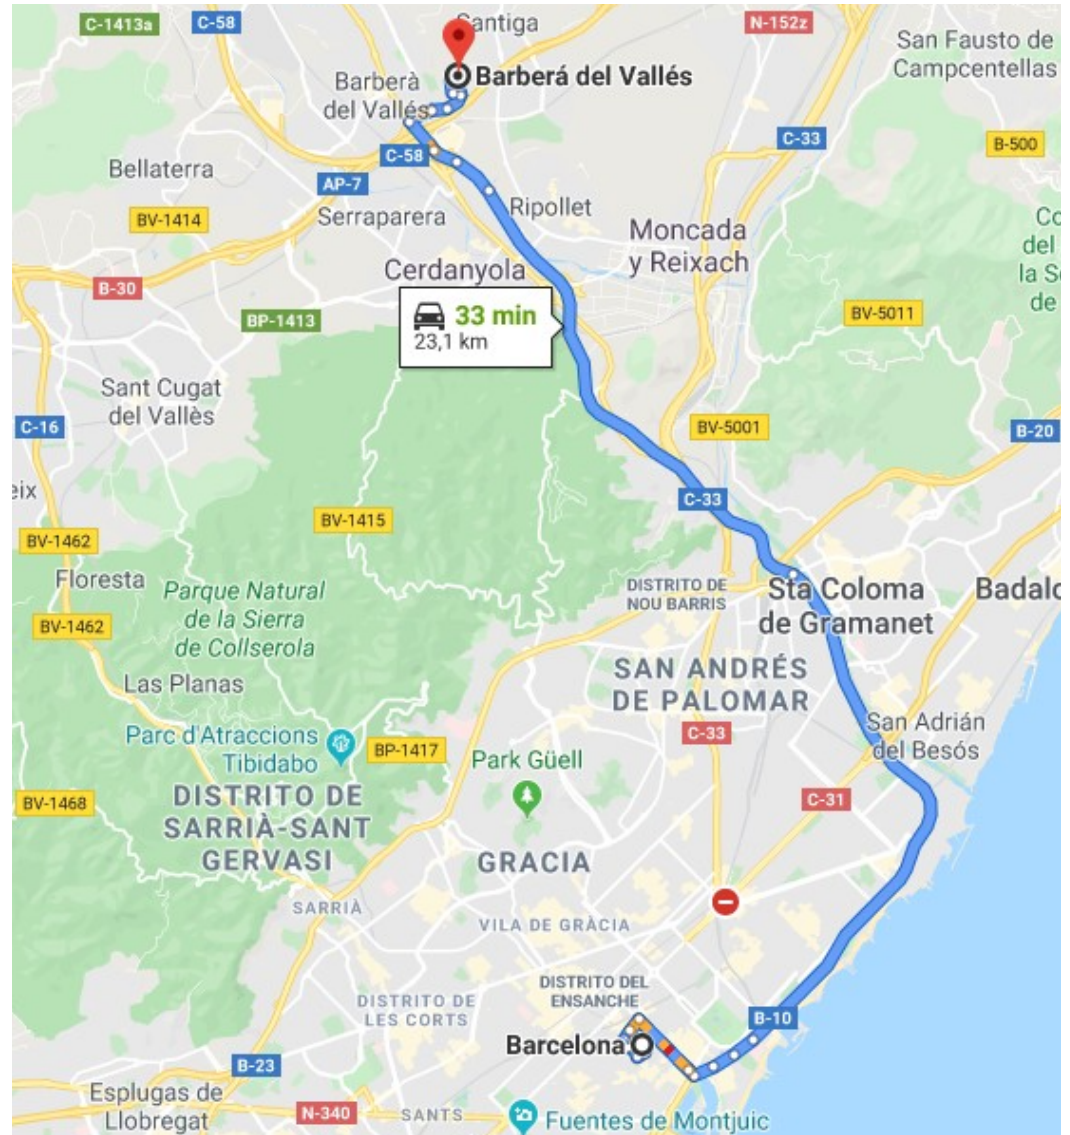 C-1413a
C-58
Santiga
N-152z
San Fausto de
Campcentellas
Barberá del Vallés
Barberà
del Vallés
C-33
B-500
C-58
Bellaterra
AP-7
BV-1414
Serraparera
Ripollet
Moncada
y Reixach
Co
del
la Se
de
Cerdanyola
B-30
BP-1413
33 min
23,1 km
BV-5011
Sant Cugat
del Vallès
C-16
BV-5001
B-20
eix
C-33
BV-1415
BV-1462
Floresta
Parque Natural
de la Sierra
de Collserola
DISTRITO DE
NOU BARRIS
Sta Coloma
de Gramanet
Badalo
BV-1462
SAN ANDRÉS
DE PALOMAR
Las Planas
Parc d'Atraccions
Tibidabo
BP-1417
Park Güell
C-33
San Adrián
del Besós
BV-1468
DISTRITO DE
SARRIÀ-SANT
GERVASI
C-31
GRACIA
SARRIÀ
VILA DE GRÀCIA
DISTRITO DEL
ENSANCHE
DISTRITO DE
LES CORTS
B-10
Barcelona
B-23
Esplugas de
Llobregat
N-340
SANTS
Fuentes de Montjuic